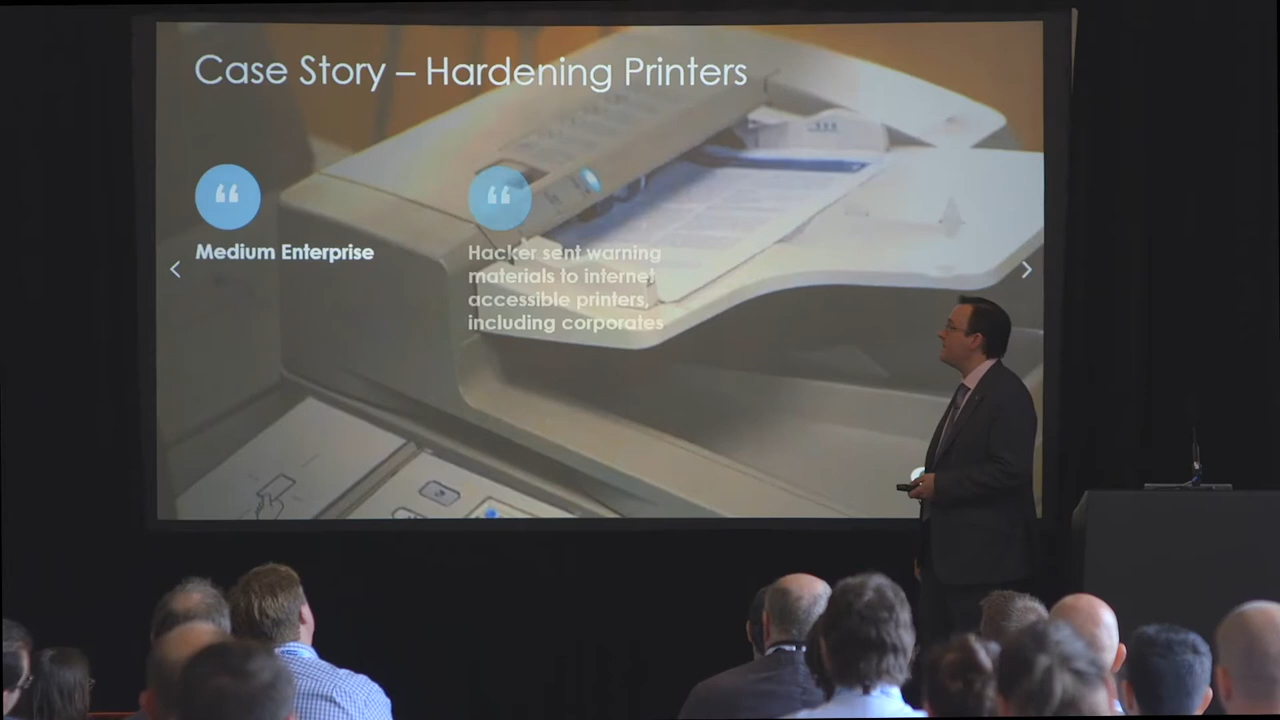 Case Story – Hardening Printers
Medium Enterprise
Hacker sent warning
materials to internet
accessible printers,
including corporates